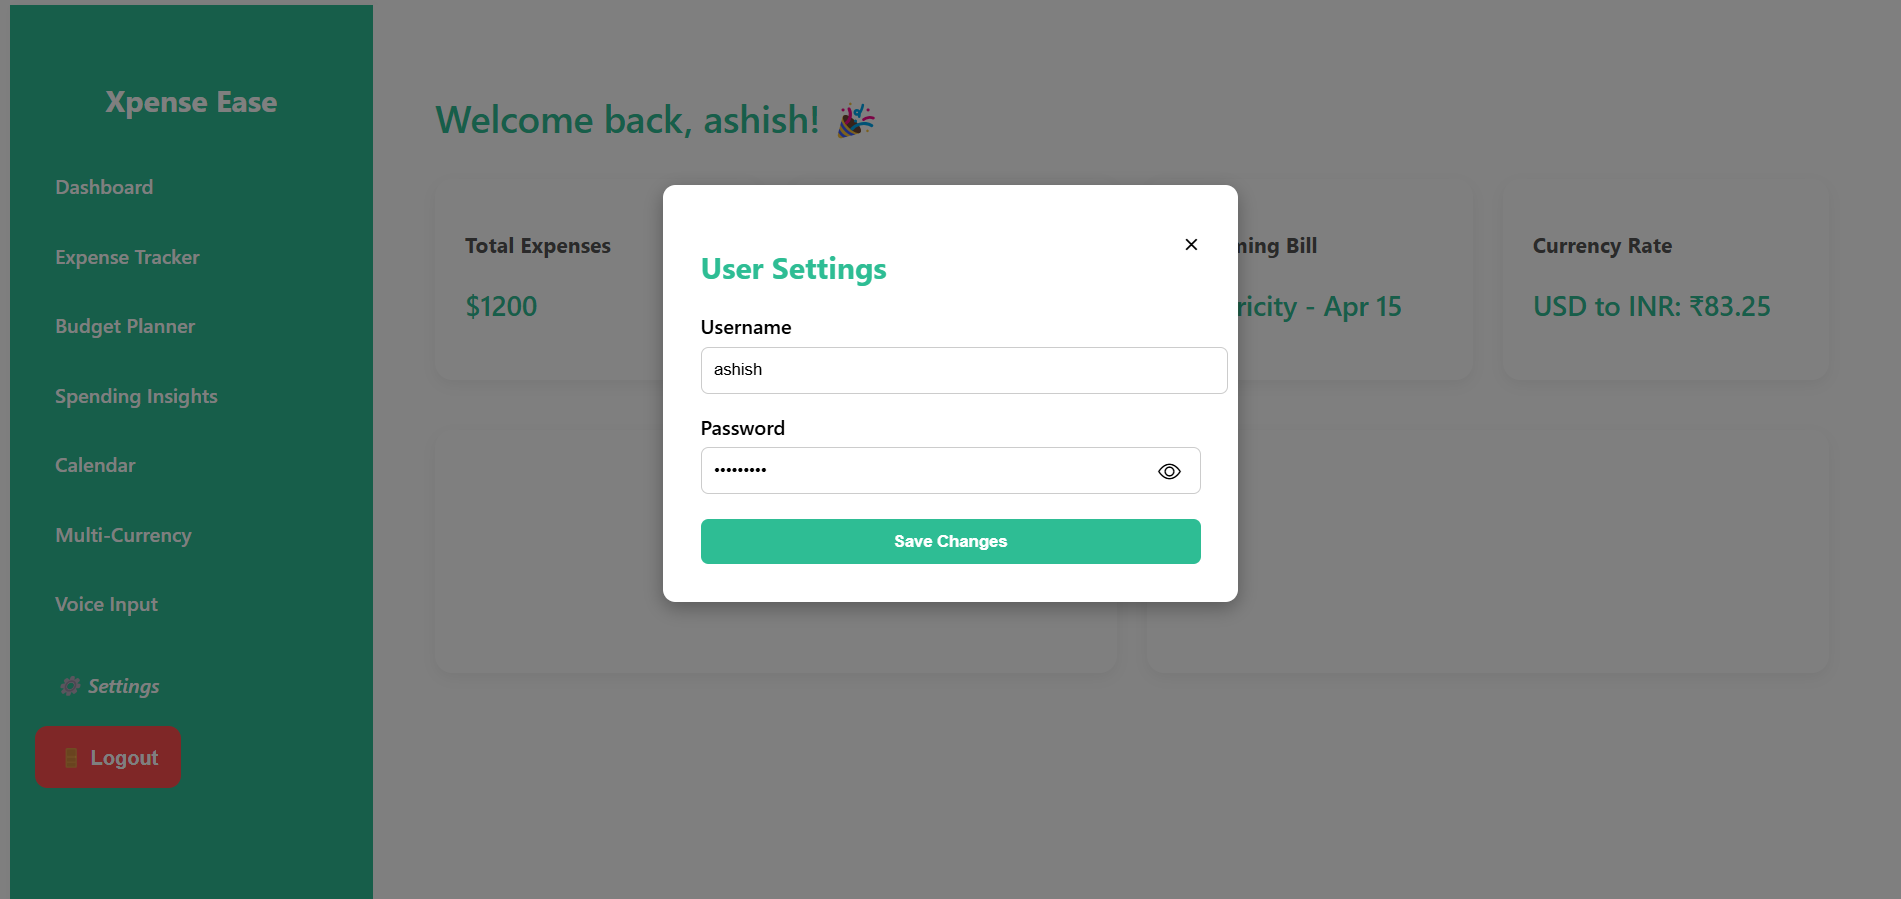 Xpense Ease
Dashboard
Expense Tracker
Budget Planner
Spending Insights
Calendar
Multi-Currency
Voice Input
Settings
Logout
Welcome back, ashish!
Total Expenses
$1200
ming Bill
ricity - Apr 15
Currency Rate
USD to INR: ₹83.25
×
User Settings
Username
ashish
Password
•••••••••
Save Changes